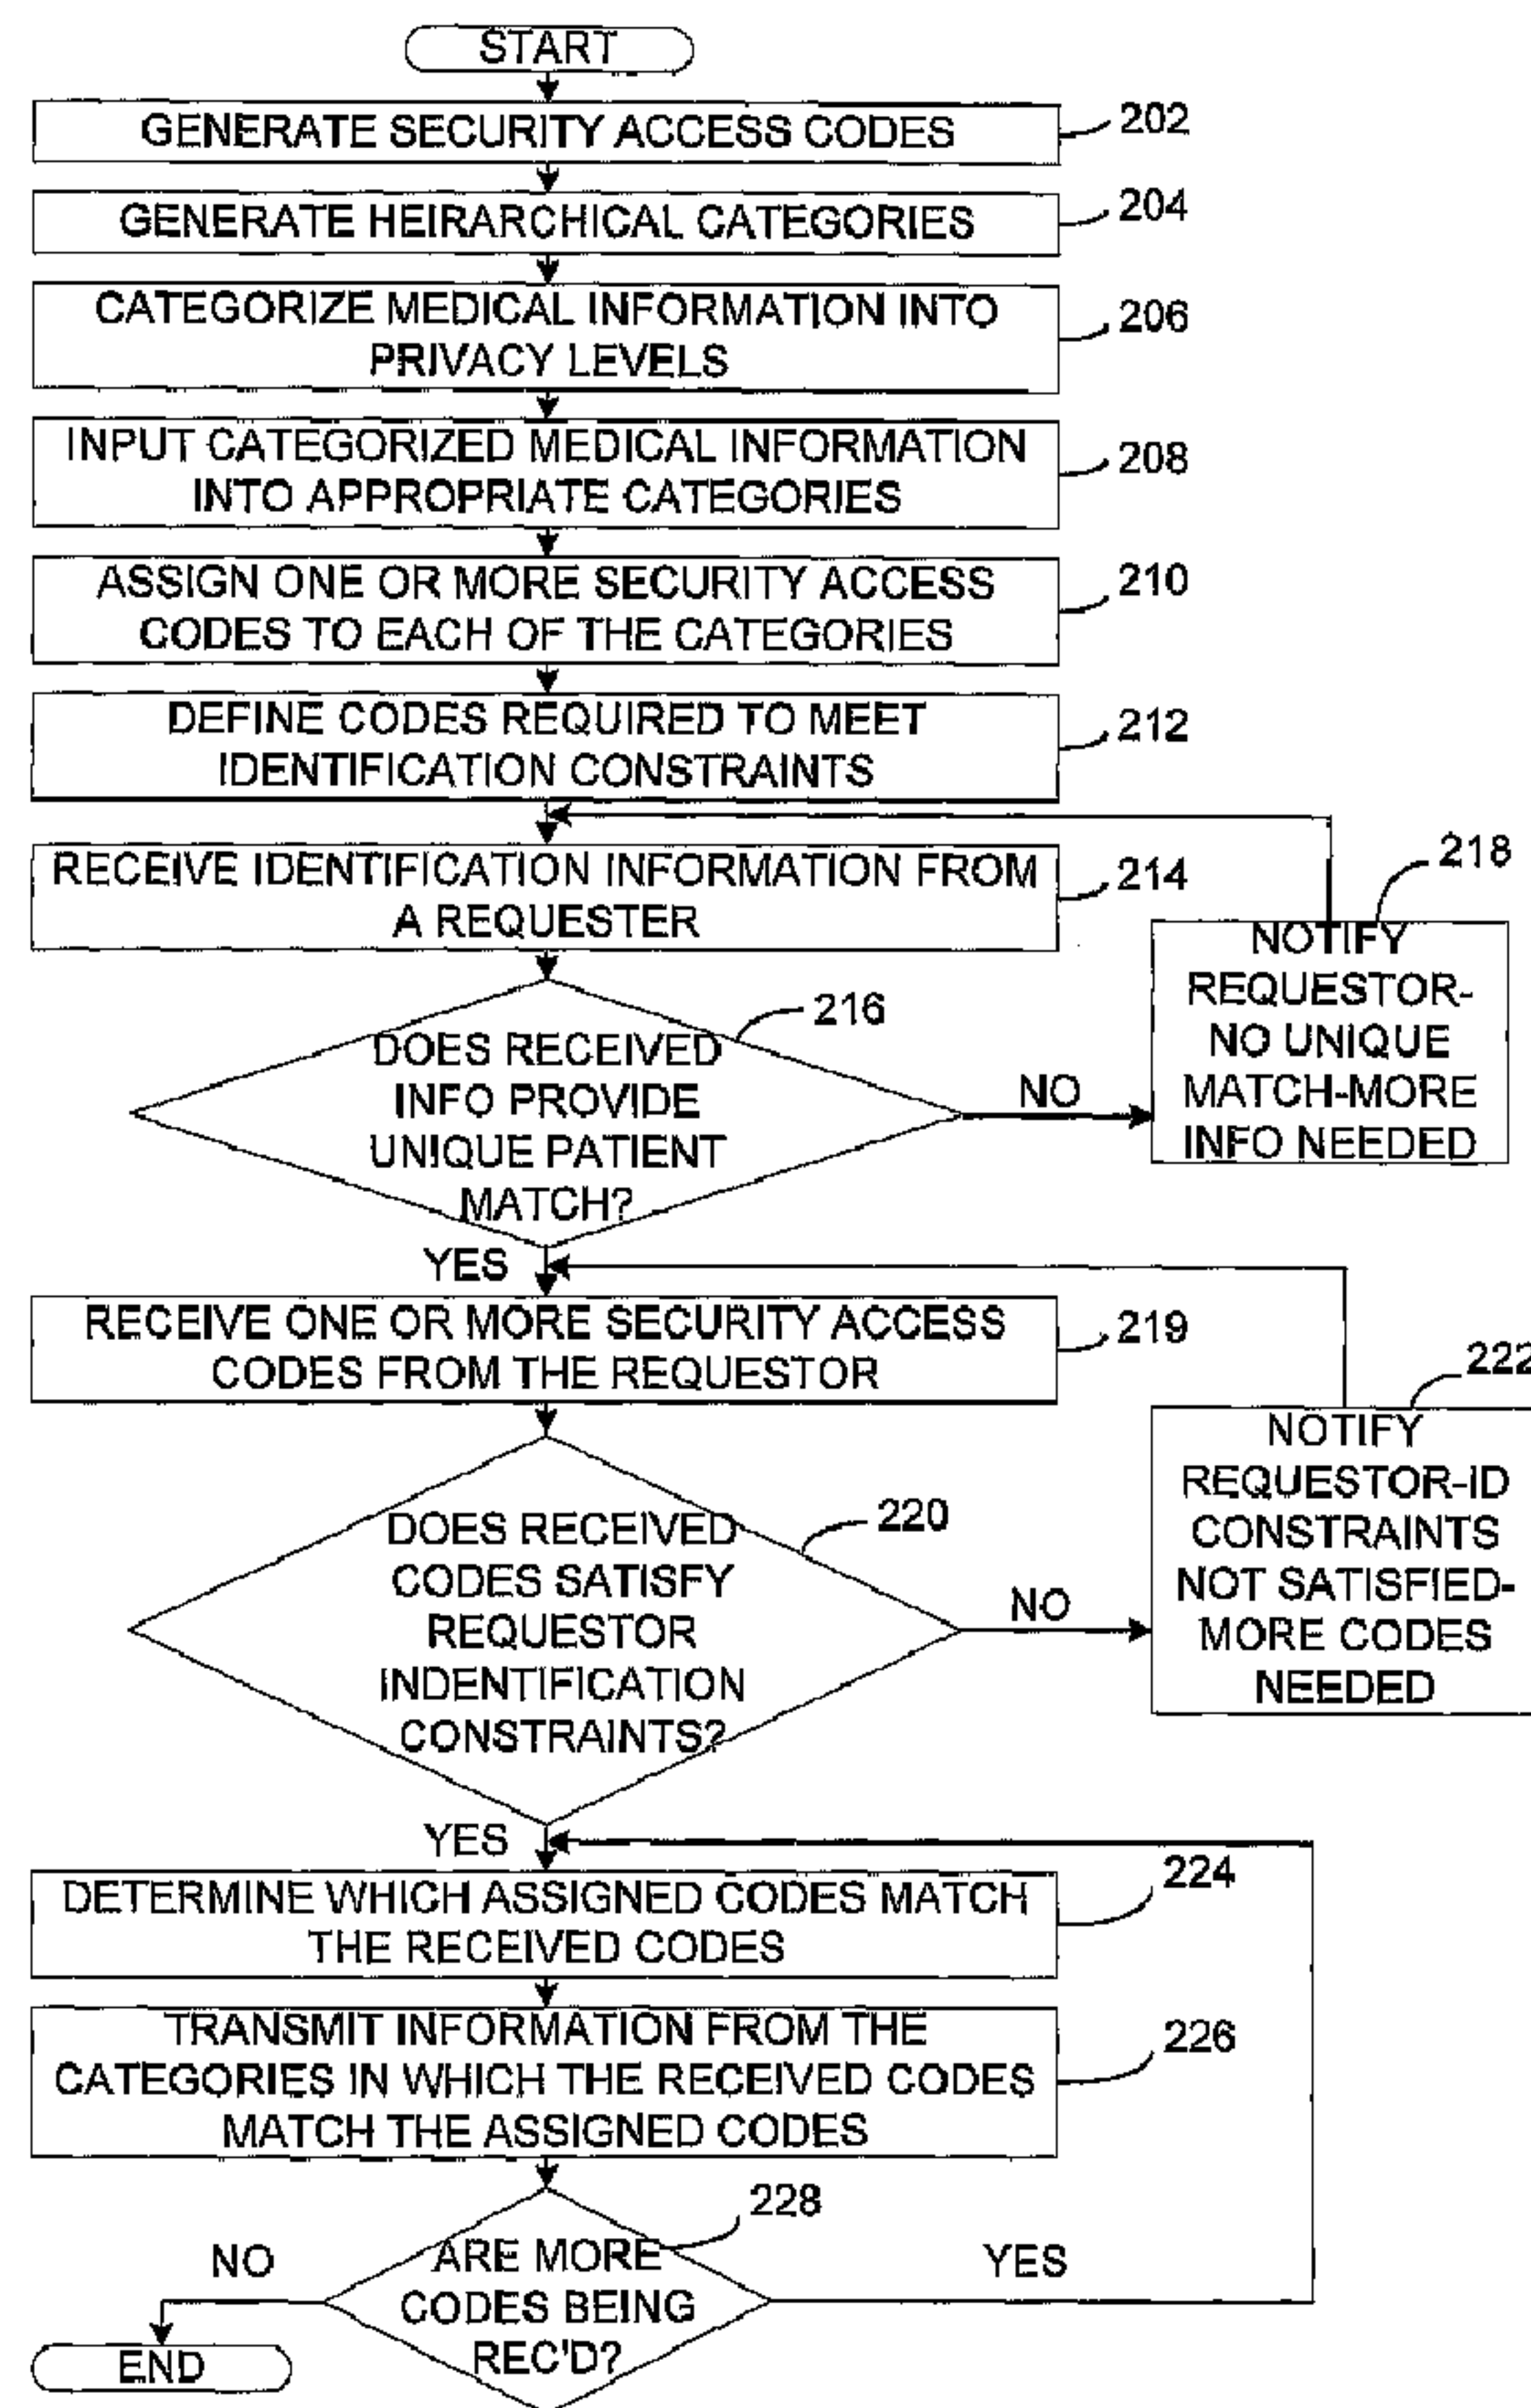 START
GENERATE SECURITY ACCESS CODES
202
GENERATE HEIRARCHICAL CATEGORIES
204
CATEGORIZE MEDICAL INFORMATION INTO
PRIVACY LEVELS
206
INPUT CATEGORIZED MEDICAL INFORMATION
INTO APPROPRIATE CATEGORIES
208
ASSIGN ONE OR MORE SECURITY ACCESS
CODES TO EACH OF THE CATEGORIES
210
DEFINE CODES REQUIRED TO MEET
IDENTIFICATION CONSTRAINTS
212
RECEIVE IDENTIFICATION INFORMATION FROM
A REQUESTER
214
DOES RECEIVED
INFO PROVIDE
UNIQUE PATIENT
MATCH?
216
NO
NOTIFY
REQUESTOR-
NO UNIQUE
MATCH-MORE
INFO NEEDED
218
YES
RECEIVE ONE OR MORE SECURITY ACCESS
CODES FROM THE REQUESTOR
219
DOES RECEIVED
CODES SATISFY
REQUESTOR
INDENTIFICATION
CONSTRAINTS?
220
NO
NOTIFY
REQUESTOR-ID
CONSTRAINTS
NOT SATISFIED-
MORE CODES
NEEDED
222
YES
DETERMINE WHICH ASSIGNED CODES MATCH
THE RECEIVED CODES
224
TRANSMIT INFORMATION FROM THE
CATEGORIES IN WHICH THE RECEIVED CODES
MATCH THE ASSIGNED CODES
226
ARE MORE
CODES BEING
REC'D?
228
NO
YES
END